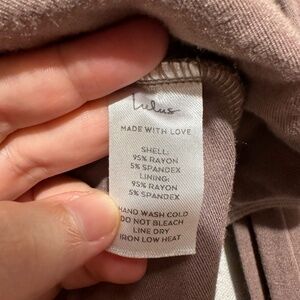 Lulus
MADE WITH LOVE
SHELL:
95% RAYON
5% SPANDEX
LINING:
95% RAYON
5% SPANDEX
HAND WASH COLD
DO NOT BLEACH
LINE DRY
IRON LOW HEAT